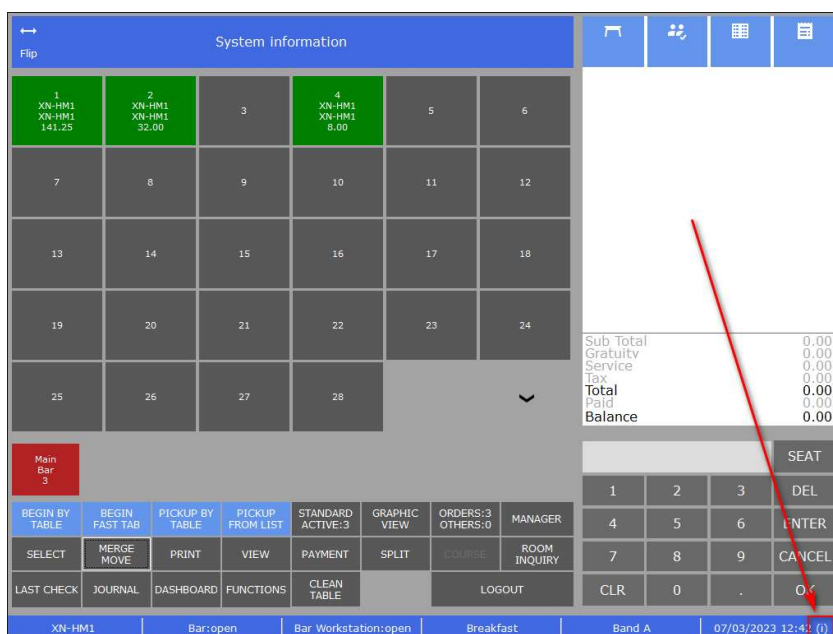 Flip
System information
1
XN-HM1
XN-HM1
141.25
2
XN-HM1
XN-HM1
32.00
3
4
XN-HM1
XN-HM1
8.00
5
6
7
8
9
10
11
12
13
14
15
16
17
18
19
20
21
22
23
24
25
26
27
28
Main
Bar
3
Sub Total 0.00
Gratuity 0.00
Service 0.00
Tax 0.00
Total 0.00
Paid 0.00
Balance 0.00
SEAT
1 2 3 DEL
4 5 6 ENTER
7 8 9 CANCEL
CLR 0 . OK
BEGIN BY
TABLE
BEGIN
FAST TAB
PICKUP BY
TABLE
PICKUP
FROM LIST
STANDARD
ACTIVE:3
GRAPHIC
VIEW
ORDERS:3
OTHERS:0
MANAGER
SELECT
MERGE
MOVE
PRINT
VIEW
PAYMENT
SPLIT
COURSE
ROOM
INQUIRY
LAST CHECK
JOURNAL
DASHBOARD
FUNCTIONS
CLEAN
TABLE
LOGOUT
XN-HM1
Bar:open
Bar Workstation:open
Breakfast
Band A
07/03/2023 12:42 (i)